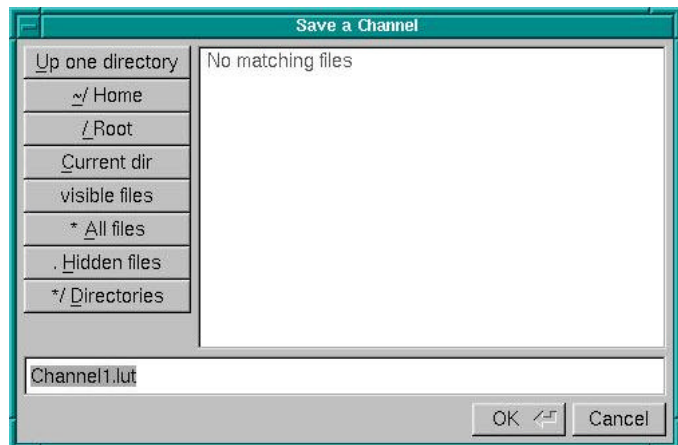 Save a Channel
Up one directory
~/ Home
/ Root
Current dir
visible files
* All files
. Hidden files
*/ Directories
No matching files
Channel1.lut
OK
Cancel